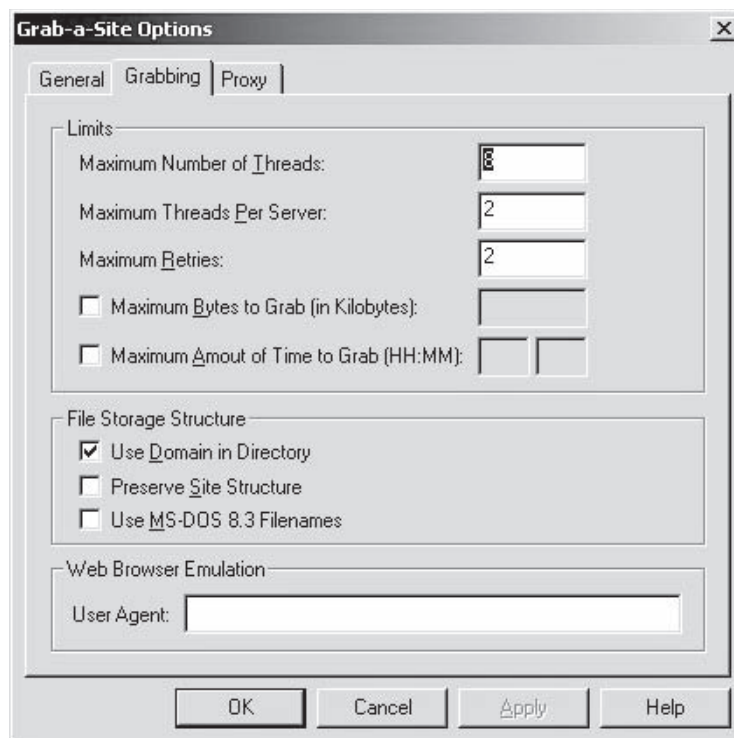 Grab-a-Site Options
General Grabbing Proxy
Limits
Maximum Number of Threads: 8
Maximum Threads Per Server: 2
Maximum Retries: 2
Maximum Bytes to Grab (in Kilobytes):
Maximum Amout of Time to Grab (HH:MM):
File Storage Structure
Use Domain in Directory
Preserve Site Structure
Use MS-DOS 8.3 Filenames
Web Browser Emulation
User Agent:
OK Cancel Apply Help